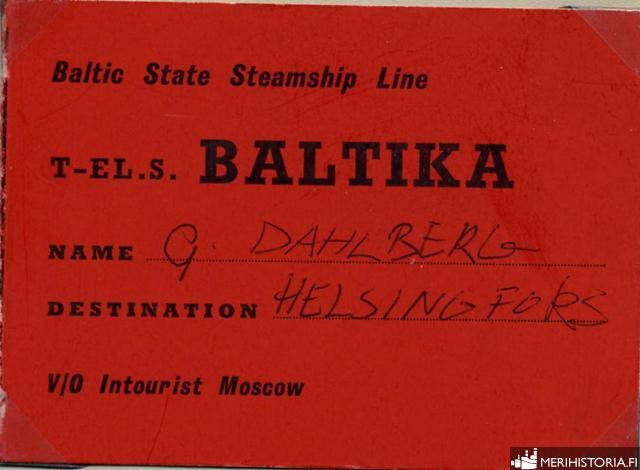 Baltic State Steamship Line
T-EL.S. BALTIKA
NAME G. DAHLBERG
DESTINATION HELSINGFORS
V/O Intourist Moscow
MERIHISTORIA.FI